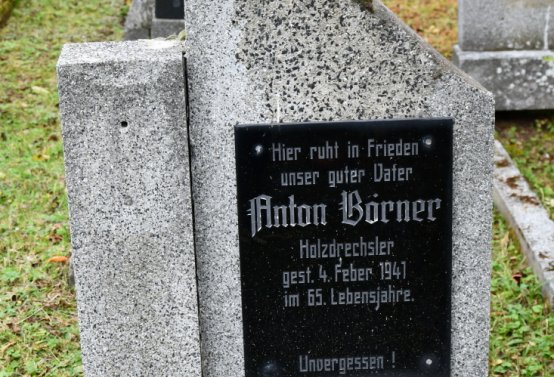 Hier ruht in Frieden
unser guter Vater
Anton Börner
Holzdrechsler
gest. 4. Feber 1941
im 65. Lebensjahre.
Unvergessen !